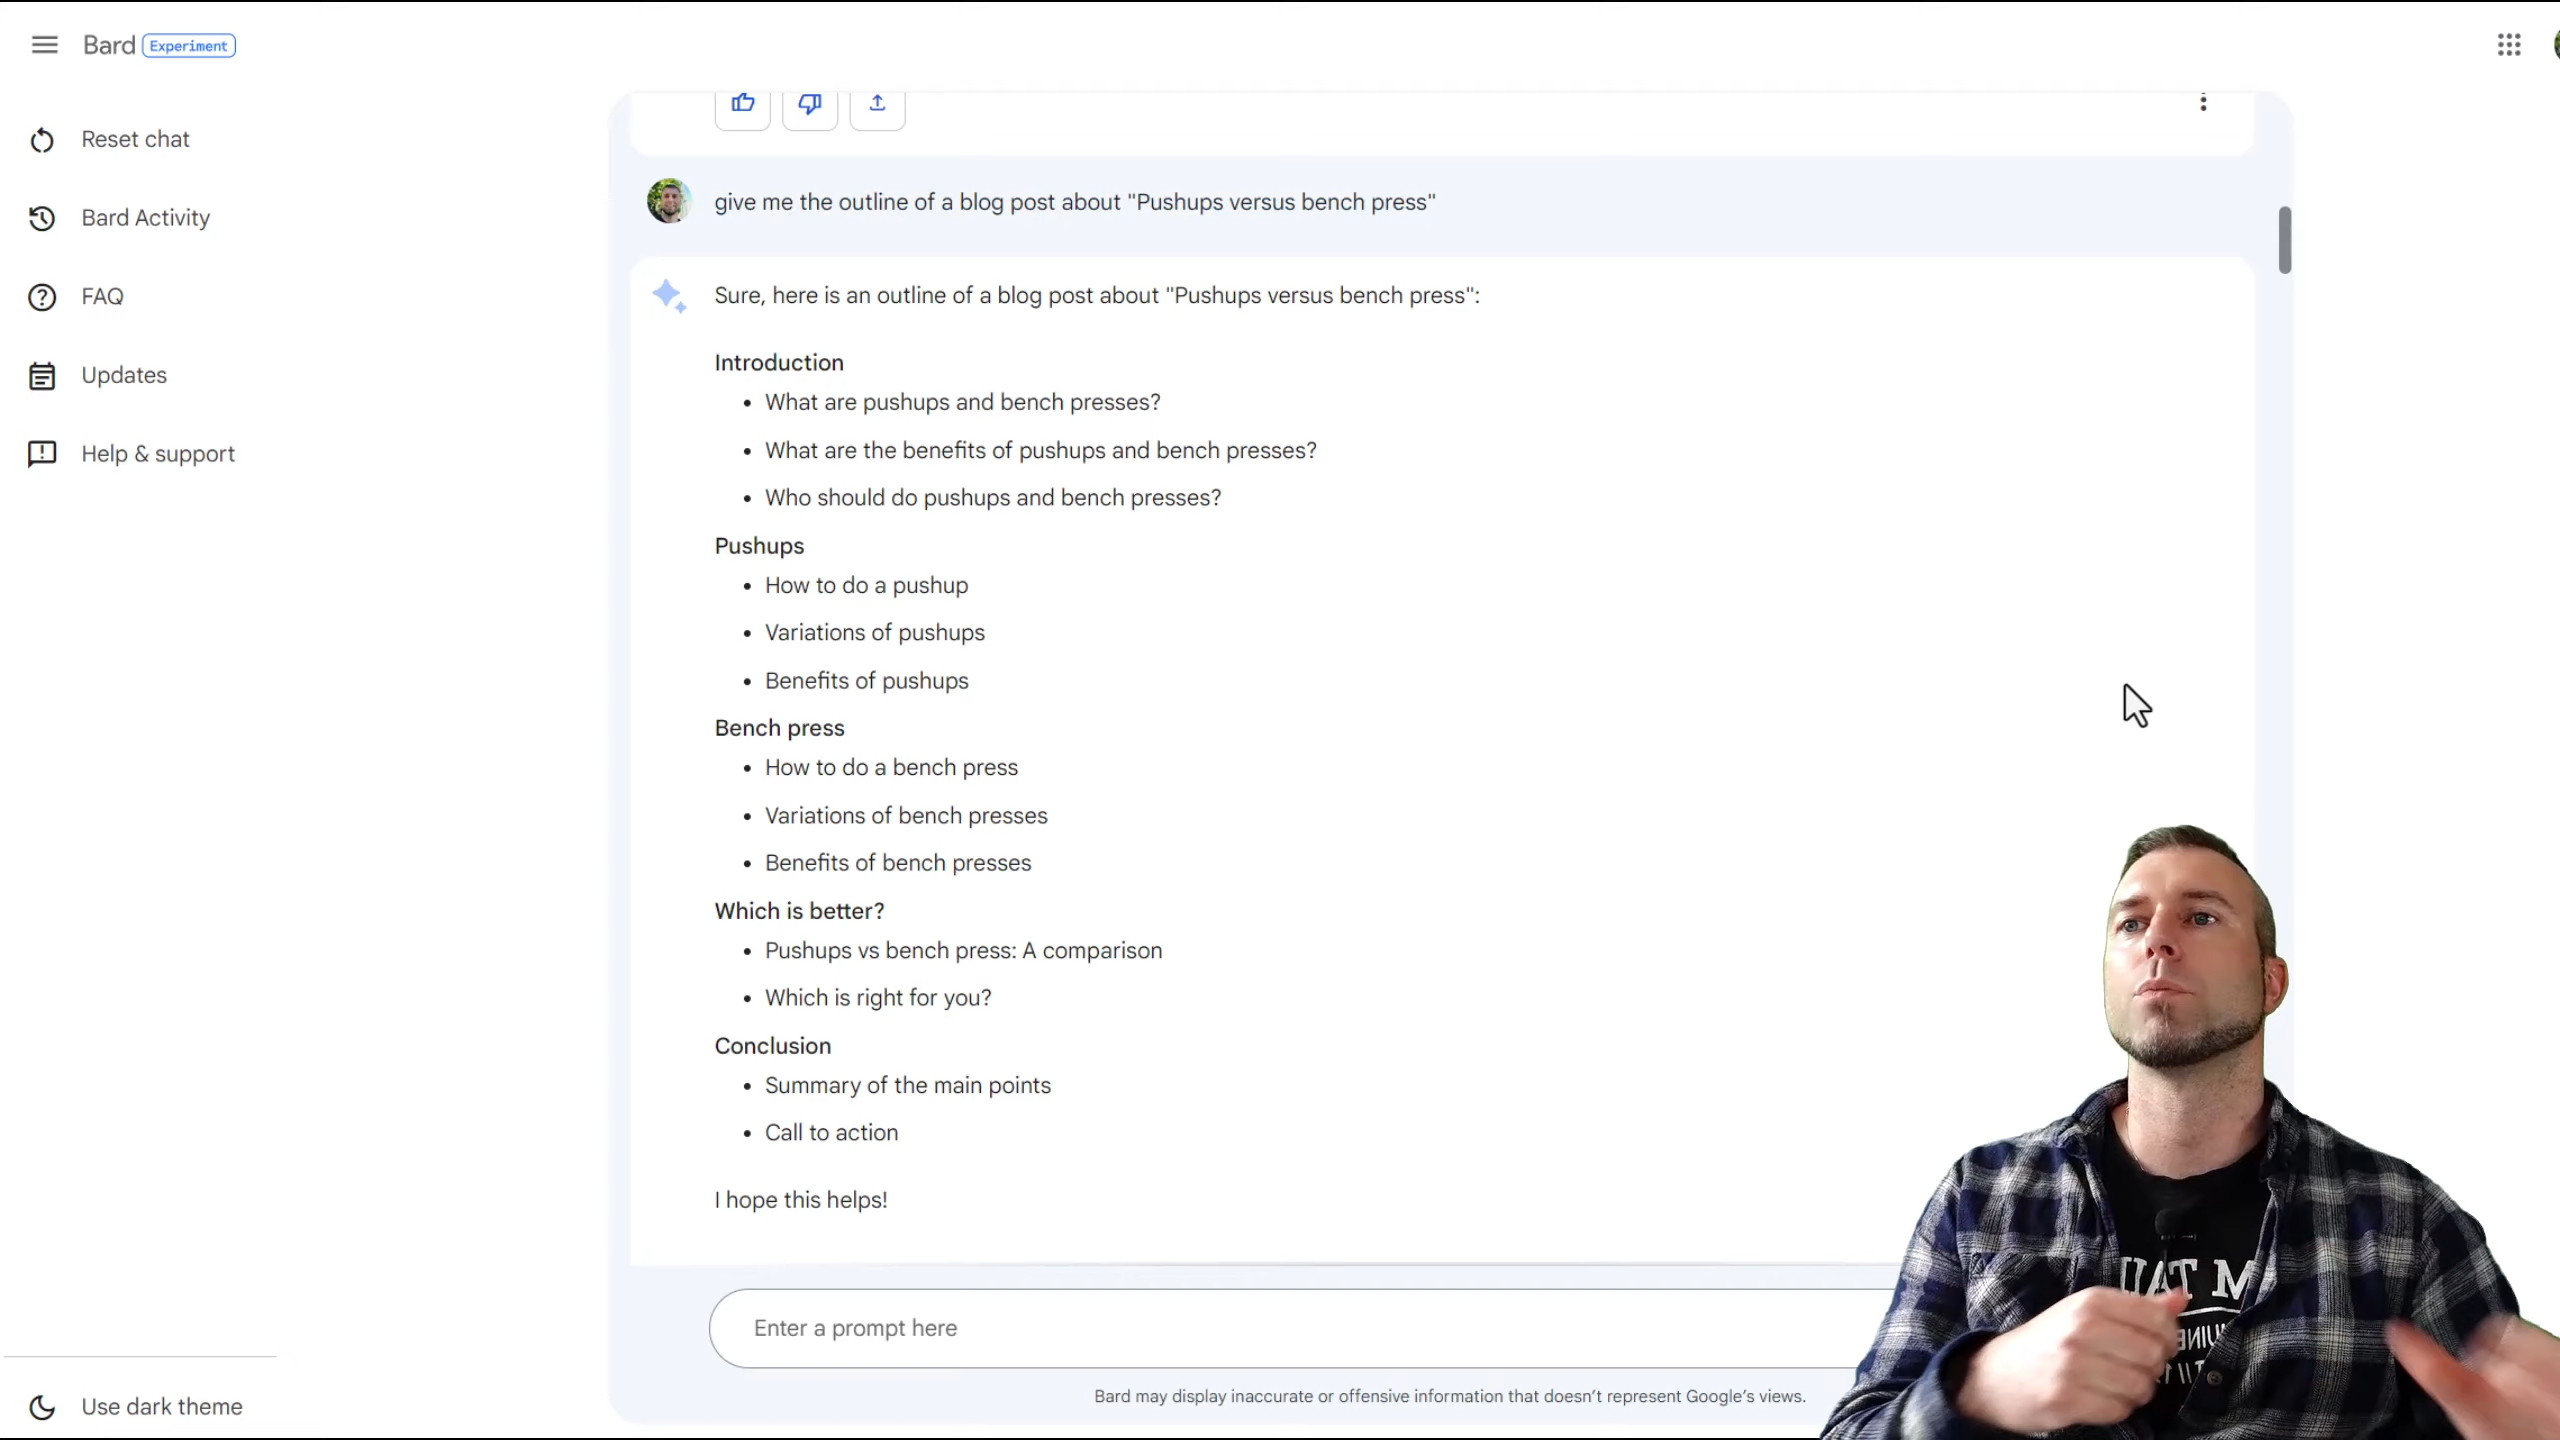 Bard Experiment
Reset chat
Bard Activity
FAQ
Updates
Help & support
give me the outline of a blog post about "Pushups versus bench press"
Sure, here is an outline of a blog post about "Pushups versus bench press":
Introduction
• What are pushups and bench presses?
• What are the benefits of pushups and bench presses?
• Who should do pushups and bench presses?
Pushups
• How to do a pushup
• Variations of pushups
• Benefits of pushups
Bench press
• How to do a bench press
• Variations of bench presses
• Benefits of bench presses
Which is better?
• Pushups vs bench press: A comparison
• Which is right for you?
Conclusion
• Summary of the main points
• Call to action
I hope this helps!
Enter a prompt here
Bard may display inaccurate or offensive information that doesn't represent Google's views.
Use dark theme